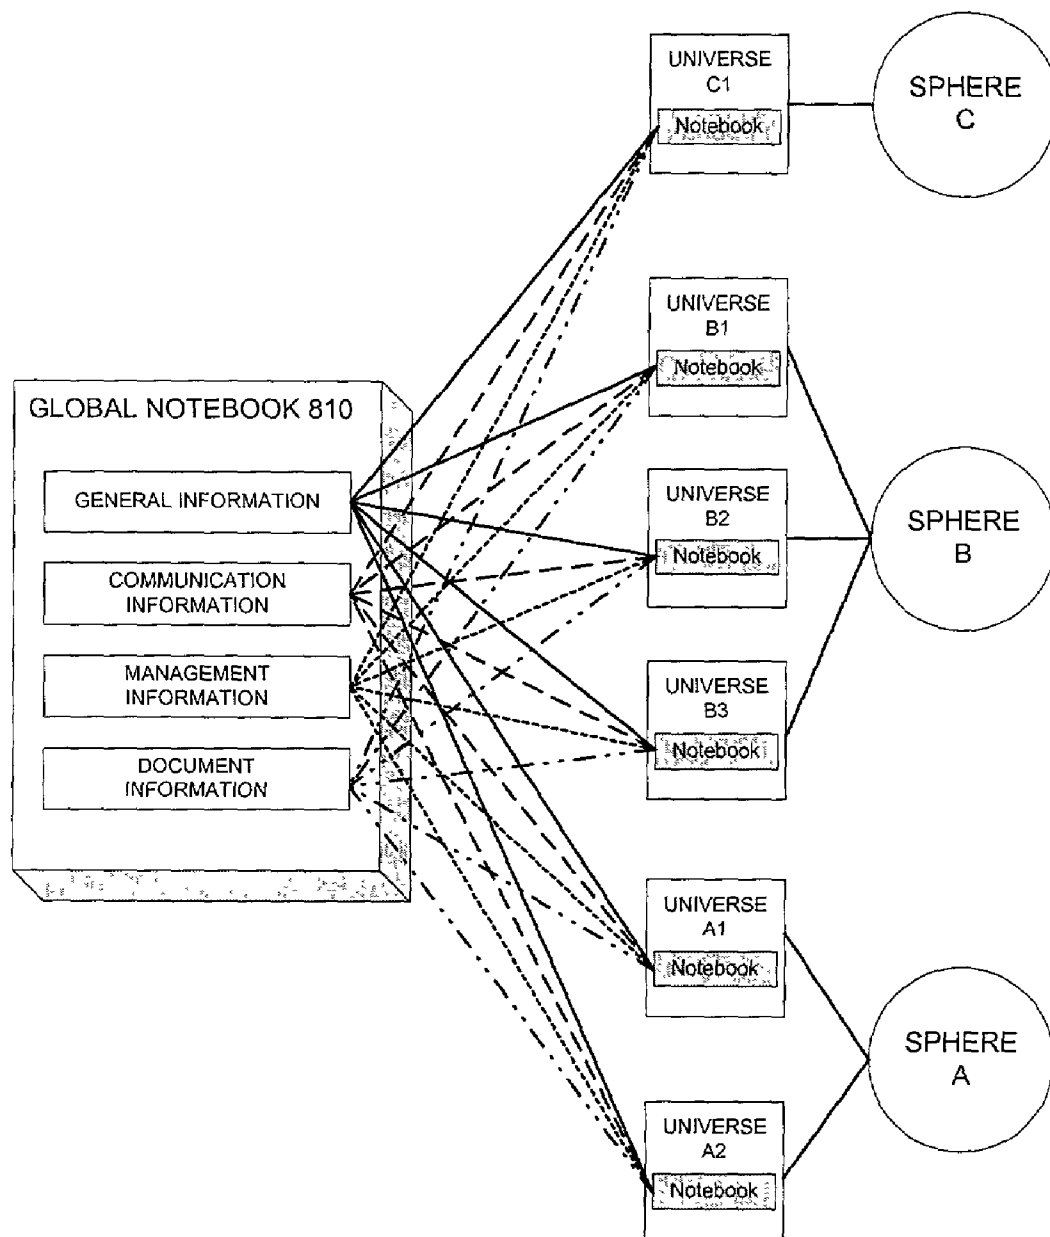 UNIVERSE
C1
Notebook
SPHERE
C
UNIVERSE
B1
Notebook
GLOBAL NOTEBOOK 810
GENERAL INFORMATION
COMMUNICATION
INFORMATION
MANAGEMENT
INFORMATION
DOCUMENT
INFORMATION
UNIVERSE
B2
Notebook
SPHERE
B
UNIVERSE
B3
Notebook
UNIVERSE
A1
Notebook
SPHERE
A
UNIVERSE
A2
Notebook